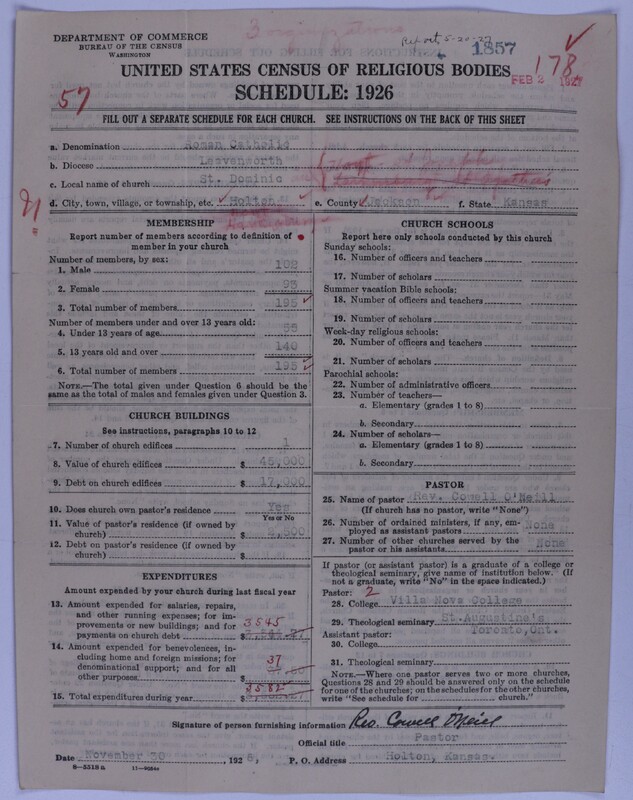 DEPARTMENT OF COMMERCE
BUREAU OF THE CENSUS
WASHINGTON
5-20-27
1857
178
FEB 2 1927
57
UNITED STATES CENSUS OF RELIGIOUS BODIES
SCHEDULE: 1926
FILL OUT A SEPARATE SCHEDULE FOR EACH CHURCH. SEE INSTRUCTIONS ON THE BACK OF THIS SHEET
a. Denomination Roman Catholic
b. Diocese Leavenworth
c. Local name of church St. Dominic
d. City, town, village, or township, etc. Holton e. County Jackson f. State Kansas
MEMBERSHIP
Report number of members according to definition of
member in your church
Number of members, by sex:
1. Male 102
2. Female 93
3. Total number of members 195
Number of members under and over 13 years old:
4. Under 13 years of age 55
5. 13 years old and over 140
6. Total number of members 195
NOTE.—The total given under Question 6 should be the
same as the total of males and females given under Question 3.
CHURCH BUILDINGS
See instructions, paragraphs 10 to 12
7. Number of church edifices 1
8. Value of church edifices $ 45,000
9. Debt on church edifices $ 17,000
10. Does church own pastor's residence Yes
Yes or No
11. Value of pastor's residence (if owned by
church) $
12. Debt on pastor's residence (if owned by
church) $
EXPENDITURES
Amount expended by your church during last fiscal year
13. Amount expended for salaries, repairs,
and other running expenses; for im-
provements or new buildings; and for
payments on church debt $ 3545
14. Amount expended for benevolences, in-
cluding home and foreign missions; for
denominational support; and for all
other purposes 37
15. Total expenditures during year $ 3582
CHURCH SCHOOLS
Report here only schools conducted by this church
Sunday schools:
16. Number of officers and teachers
17. Number of scholars
Summer vacation Bible schools:
18. Number of officers and teachers
19. Number of scholars
Week-day religious schools:
20. Number of officers and teachers
21. Number of scholars
Parochial schools:
22. Number of administrative officers
23. Number of teachers—
a. Elementary (grades 1 to 8)
b. Secondary
24. Number of scholars—
a. Elementary (grades 1 to 8)
b. Secondary
PASTOR
25. Name of pastor Rev. Cowell O'Neill
(If church has no pastor, write "None")
26. Number of ordained ministers, if any, em-
ployed as assistant pastors None
27. Number of other churches served by the
pastor or his assistants None
If pastor (or assistant pastor) is a graduate of a college or
theological seminary, give name of institution below. (If
not a graduate, write "No" in the space indicated.)
Pastor: 2
28. College Villa Nova College
29. Theological seminary St. Augustine's
Toronto, Ont.
Assistant pastor:
30. College
31. Theological seminary
NOTE.—Where one pastor serves two or more churches,
Questions 28 and 29 should be answered only on the schedule
for one of the churches; on the schedules for the other churches,
write "See schedule for church."
Signature of person furnishing information Rev. Cowell O'Neill
Official title Pastor
Date November 30, 1926, P. O. Address Holton, Kansas.
8-5518a 11-9084a